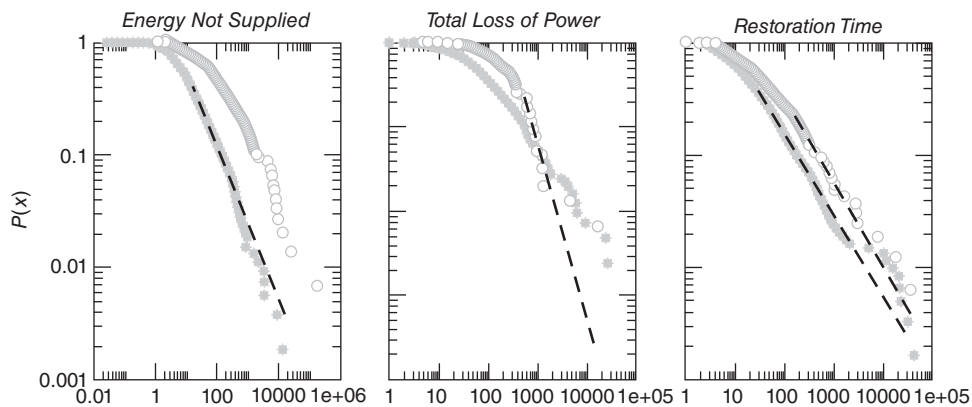 Energy Not Supplied
Total Loss of Power
Restoration Time
P(x)
1
0.1
0.01
0.001
0.01 1 100 10000 1e+06
1 10 100 1000 10000 1e+05
10 100 1000 10000 1e+05